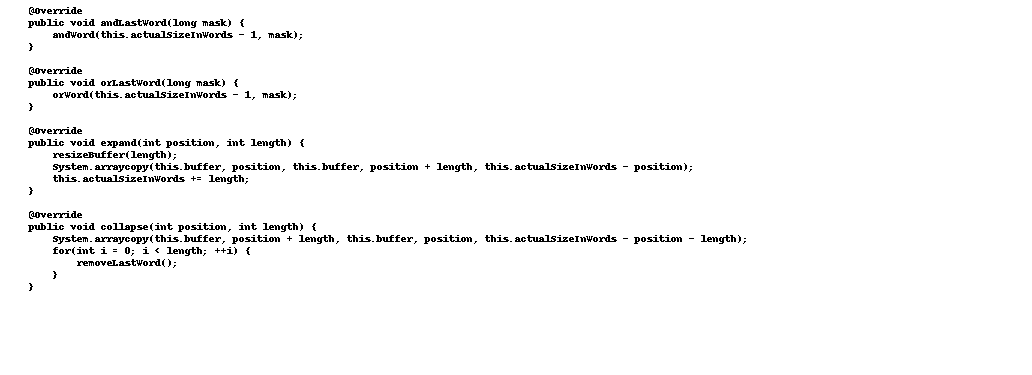 @Override
public void andLastWord(long mask) {
    andWord(this.actualSizeInWords - 1, mask);
}

@Override
public void orLastWord(long mask) {
    orWord(this.actualSizeInWords - 1, mask);
}

@Override
public void expand(int position, int length) {
    resizeBuffer(length);
    System.arraycopy(this.buffer, position, this.buffer, position + length, this.actualSizeInWords - position);
    this.actualSizeInWords += length;
}

@Override
public void collapse(int position, int length) {
    System.arraycopy(this.buffer, position + length, this.buffer, position, this.actualSizeInWords - position - length);
    for(int i = 0; i < length; ++i) {
        removeLastWord();
    }
}